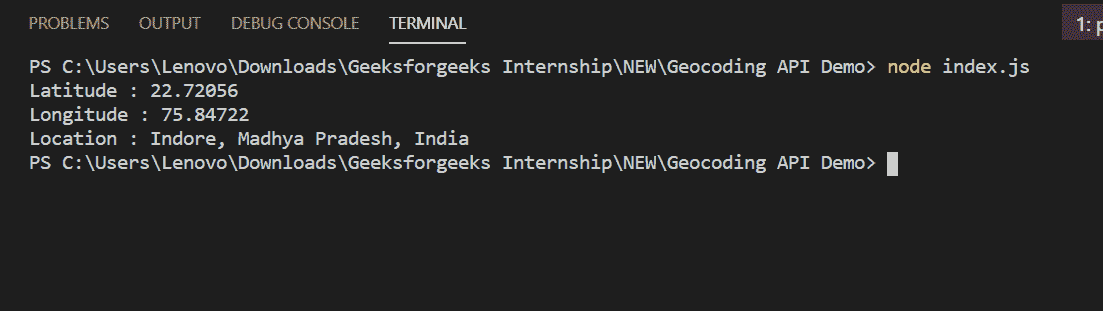 PROBLEMS OUTPUT DEBUG CONSOLE TERMINAL 1: p
PS C:\Users\Lenovo\Downloads\Geeksforgeeks Internship\NEW\Geocoding API Demo> node index.js
Latitude : 22.72056
Longitude : 75.84722
Location : Indore, Madhya Pradesh, India
PS C:\Users\Lenovo\Downloads\Geeksforgeeks Internship\NEW\Geocoding API Demo>